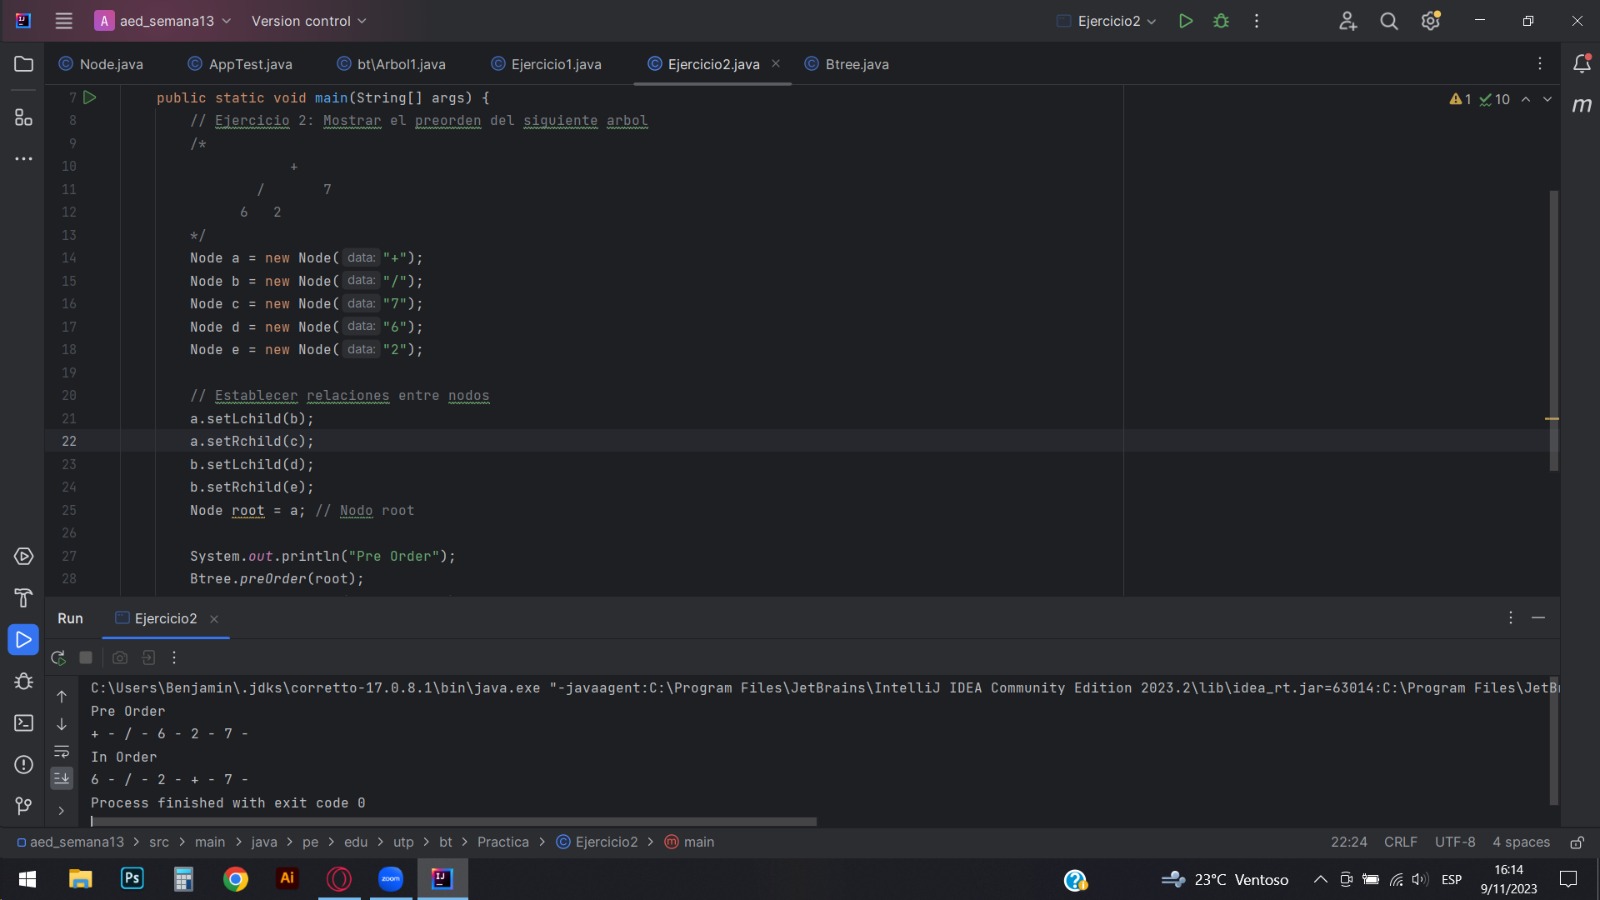 A aed_semana13 Version control Ejercicio2
Node.java AppTest.java bt\Arbol1.java Ejercicio1.java Ejercicio2.java Btree.java
7 public static void main(String[] args) { 1 10
8 // Ejercicio 2: Mostrar el preorden del siguiente arbol
9 /*
10 +
11 / 7
12 6 2
13 */
14 Node a = new Node( data: "+");
15 Node b = new Node( data: "/");
16 Node c = new Node( data: "7");
17 Node d = new Node( data: "6");
18 Node e = new Node( data: "2");
19
20 // Establecer relaciones entre nodos
21 a.setLchild(b);
22 a.setRchild(c);
23 b.setLchild(d);
24 b.setRchild(e);
25 Node root = a; // Nodo root
26
27 System.out.println("Pre Order");
28 Btree.preOrder(root);
Run Ejercicio2
C:\Users\Benjamin\.jdks\corretto-17.0.8.1\bin\java.exe "-javaagent:C:\Program Files\JetBrains\IntelliJ IDEA Community Edition 2023.2\lib\idea_rt.jar=63014:C:\Program Files\JetBr
Pre Order
+ - / - 6 - 2 - 7 -
In Order
6 - / - 2 - + - 7 -
Process finished with exit code 0
aed_semana13 > src > main > java > pe > edu > utp > bt > Practica > Ejercicio2 > main 22:24 CRLF UTF-8 4 spaces
Ps Ai zoom IJ 23°C Ventoso ESP 16:14
9/11/2023